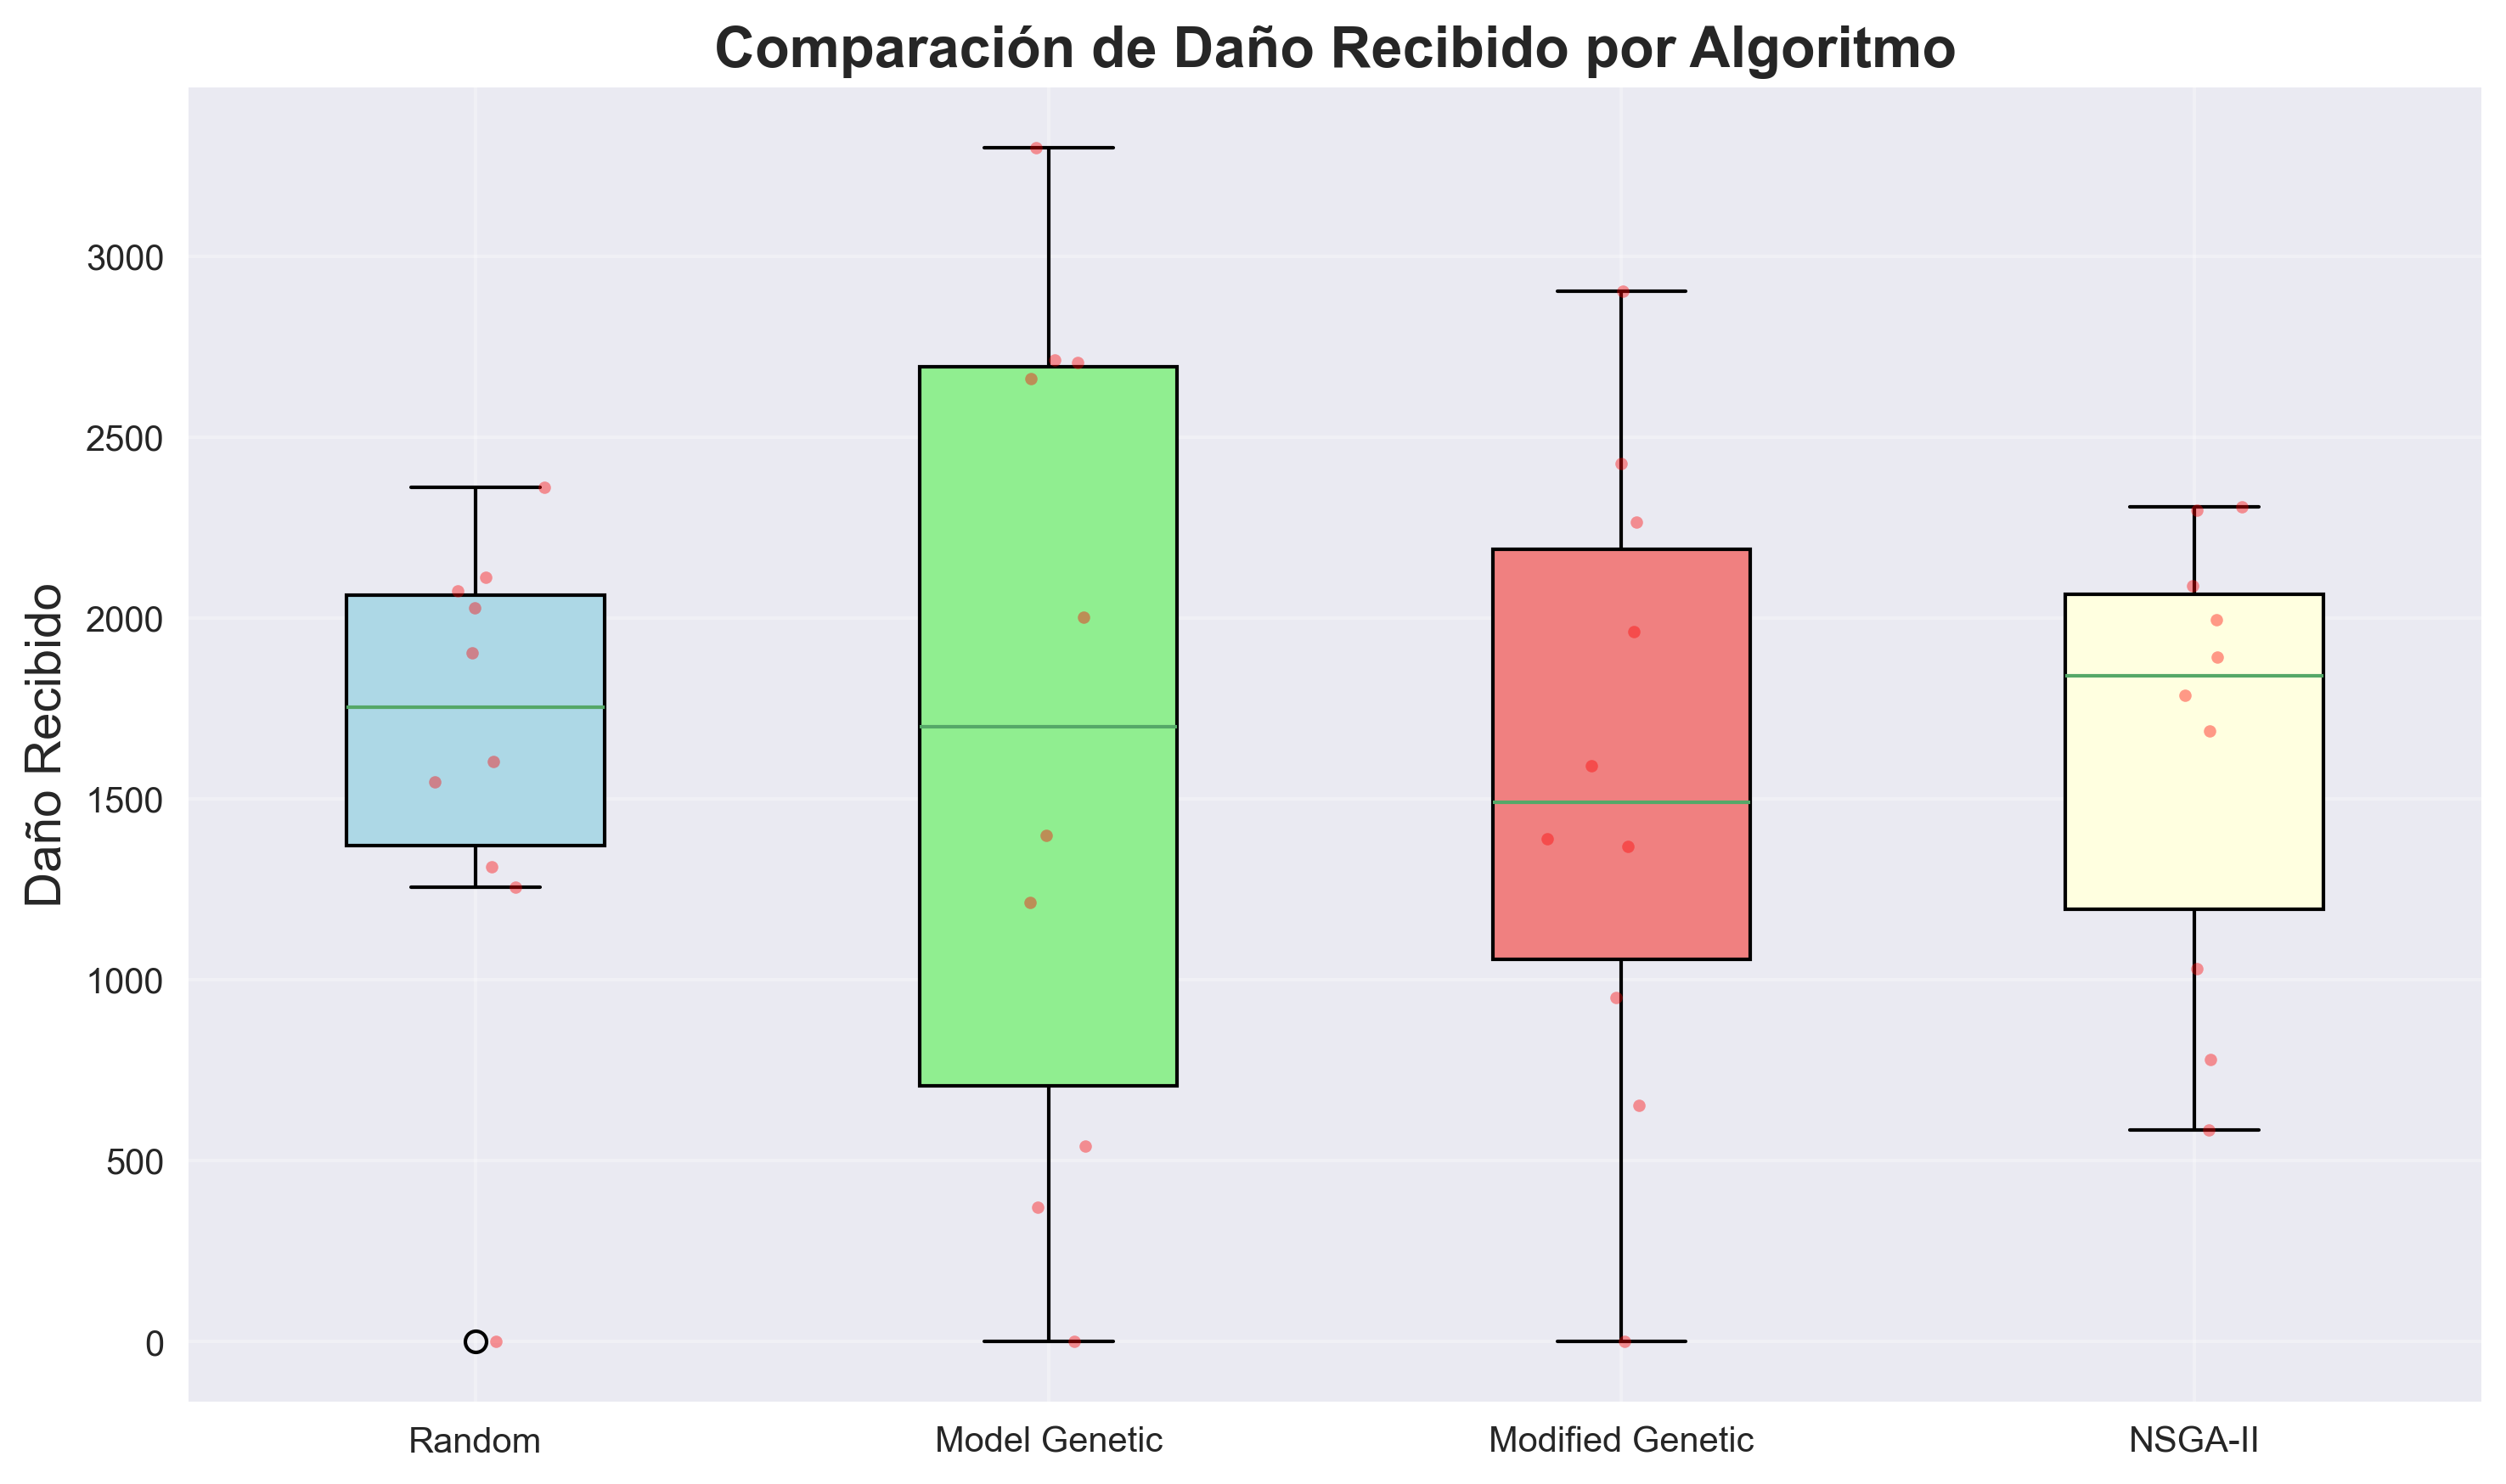 Comparación de Daño Recibido por Algoritmo
Daño Recibido
3000
2500
2000
1500
1000
500
0
Random
Model Genetic
Modified Genetic
NSGA-II